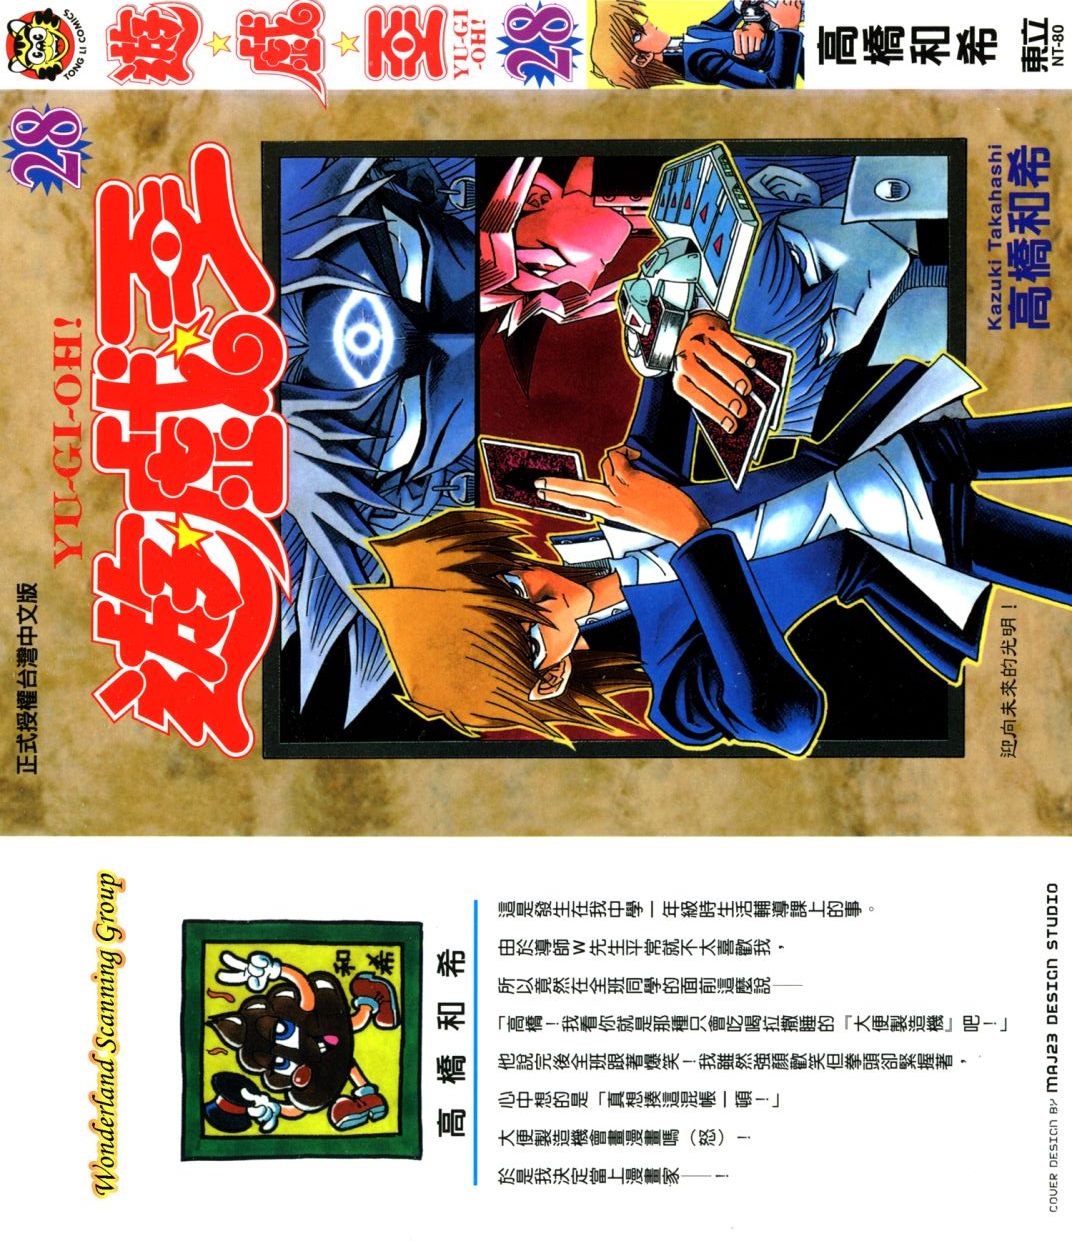 TONG LI COMICS
遊☆戲☆王
YU-GI-OH!
28
高橋和希
東立
NT-80
28
正式授權台灣中文版
YU-GI-OH!
遊☆戲☆王
Kazuki Takahashi
高橋和希
迎向未來的光明！
Wonderland Scanning Group
和希
高橋和希
這是發生在我中學一年級時生活輔導課上的事。
由於導師W先生平常就不太喜歡我，
所以竟然在全班同學的面前這麼說──
「高橋！我看你就是那種只會吃喝拉撒睡的『大便製造機』吧！」
他說完後全班跟著爆笑！我雖然強顏歡笑但拳頭卻緊握著，
心中想的是「真想揍這混帳一頓！」
大便製造機會畫漫畫嗎（怒）！
於是我決定當上漫畫家──！
COVER DESIGN BY MAJ23 DESIGN STUDIO